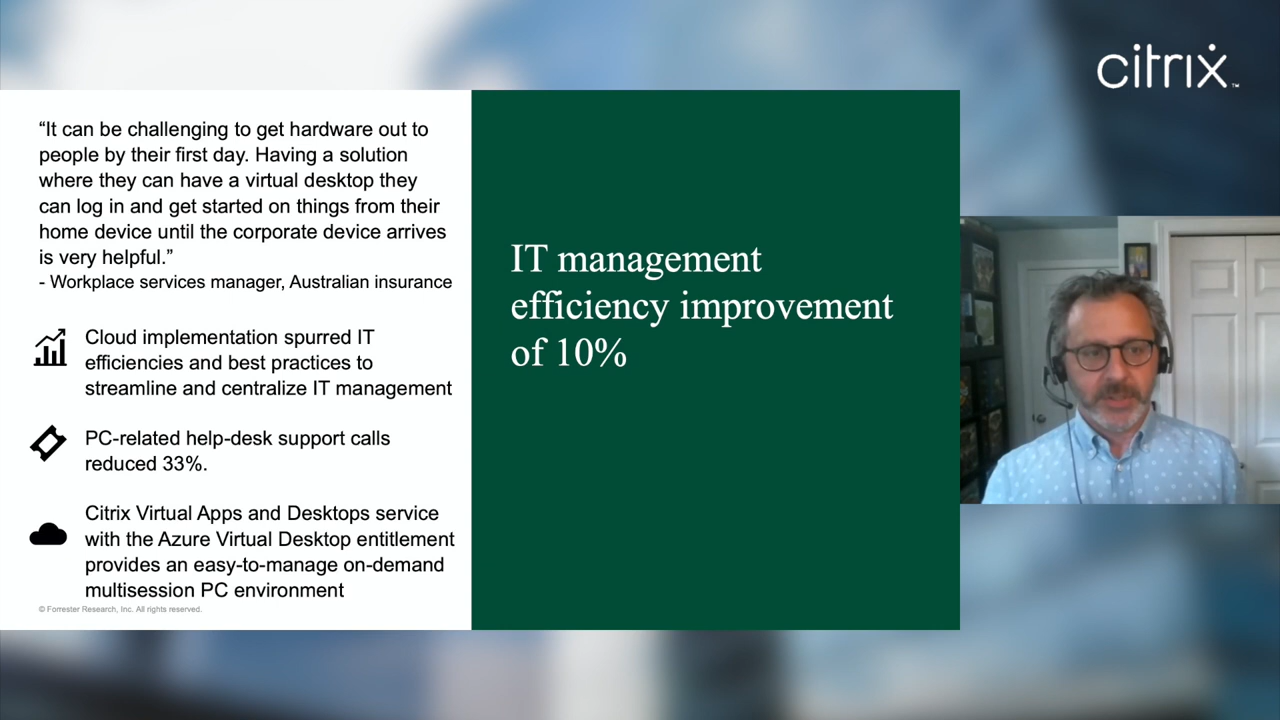 citrix™
“It can be challenging to get hardware out to
people by their first day. Having a solution
where they can have a virtual desktop they
can log in and get started on things from their
home device until the corporate device arrives
is very helpful.”
- Workplace services manager, Australian insurance
Cloud implementation spurred IT
efficiencies and best practices to
streamline and centralize IT management
PC-related help-desk support calls
reduced 33%.
Citrix Virtual Apps and Desktops service
with the Azure Virtual Desktop entitlement
provides an easy-to-manage on-demand
multisession PC environment
© Forrester Research, Inc. All rights reserved.
IT management
efficiency improvement
of 10%